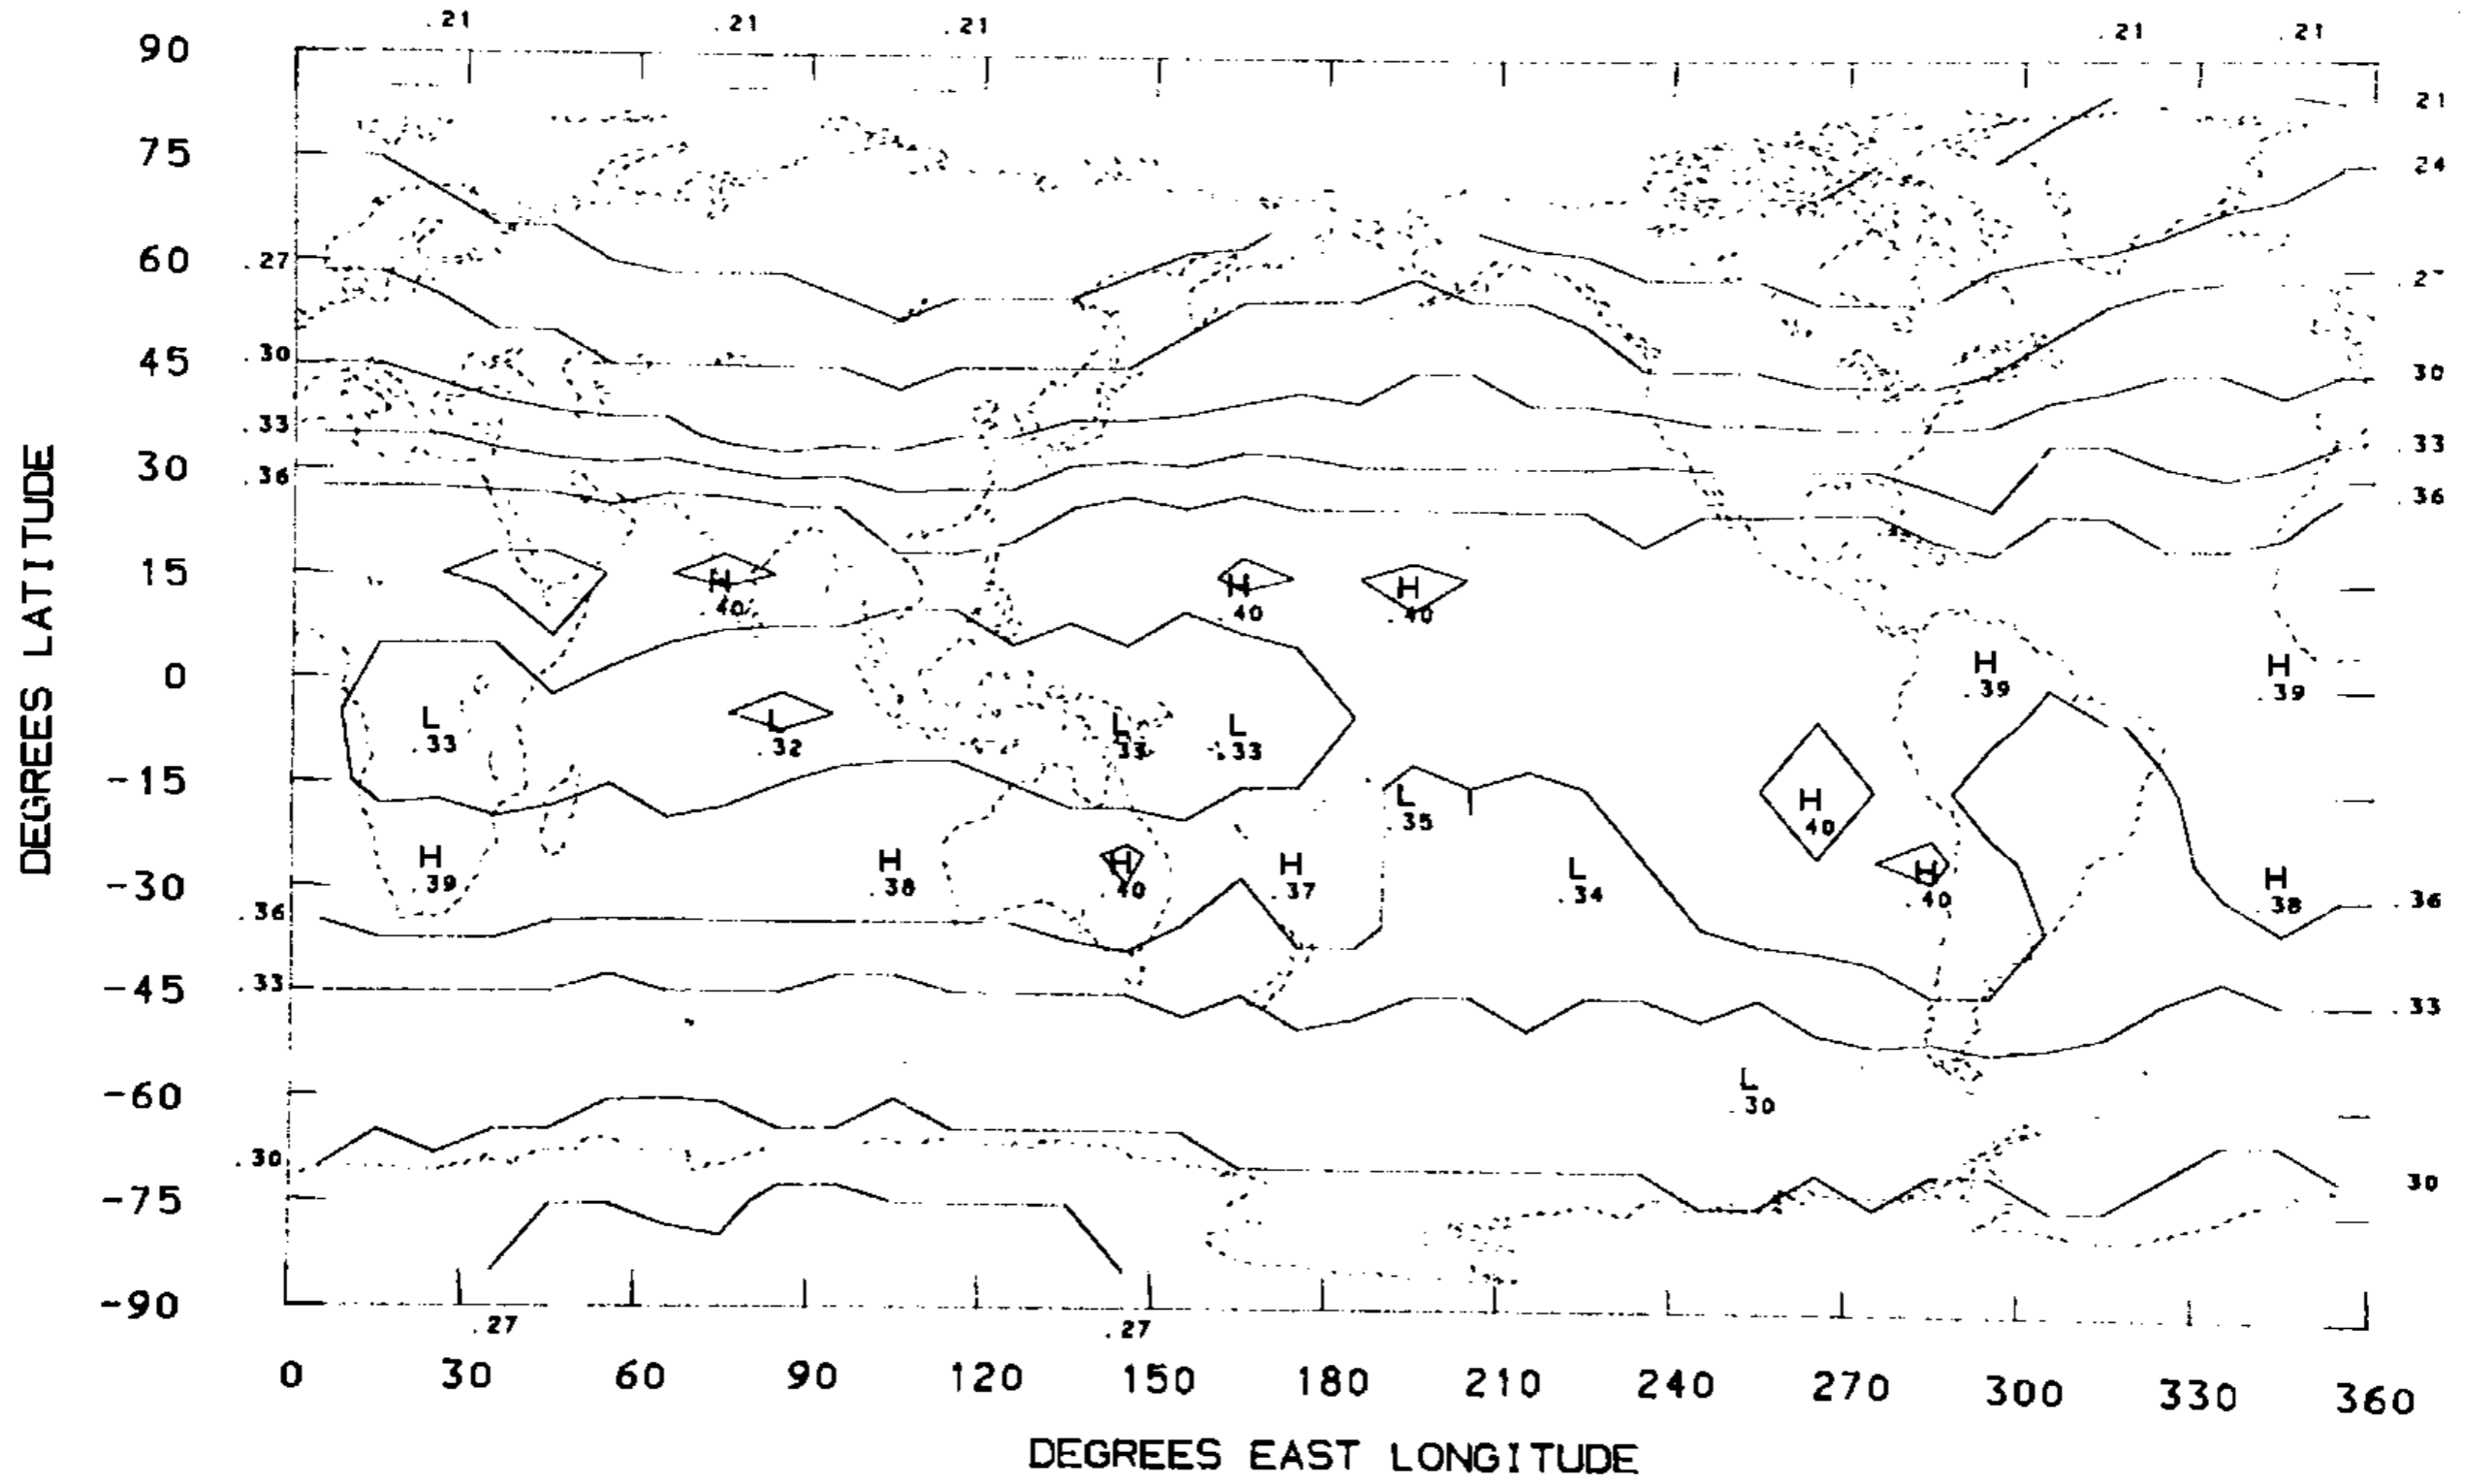 .21 .21 .21 .21 .21
90
21
75
24
60 .27
.27
45 .30
30
.33
33
30 .36
.36
15
H .40 H .40 H .40
0
H .39 H .39
L .33 L .32 L .33 L .33
-15
L .35 H 40
H .39 H .38 H .40 H .37 L .34 H .40 H .38
-30
.36 .36
-45 .33 .33
-60
L .30
.30 30
-75
-90
.27 .27
0 30 60 90 120 150 180 210 240 270 300 330 360
DEGREES EAST LONGITUDE
DEGREES LATITUDE